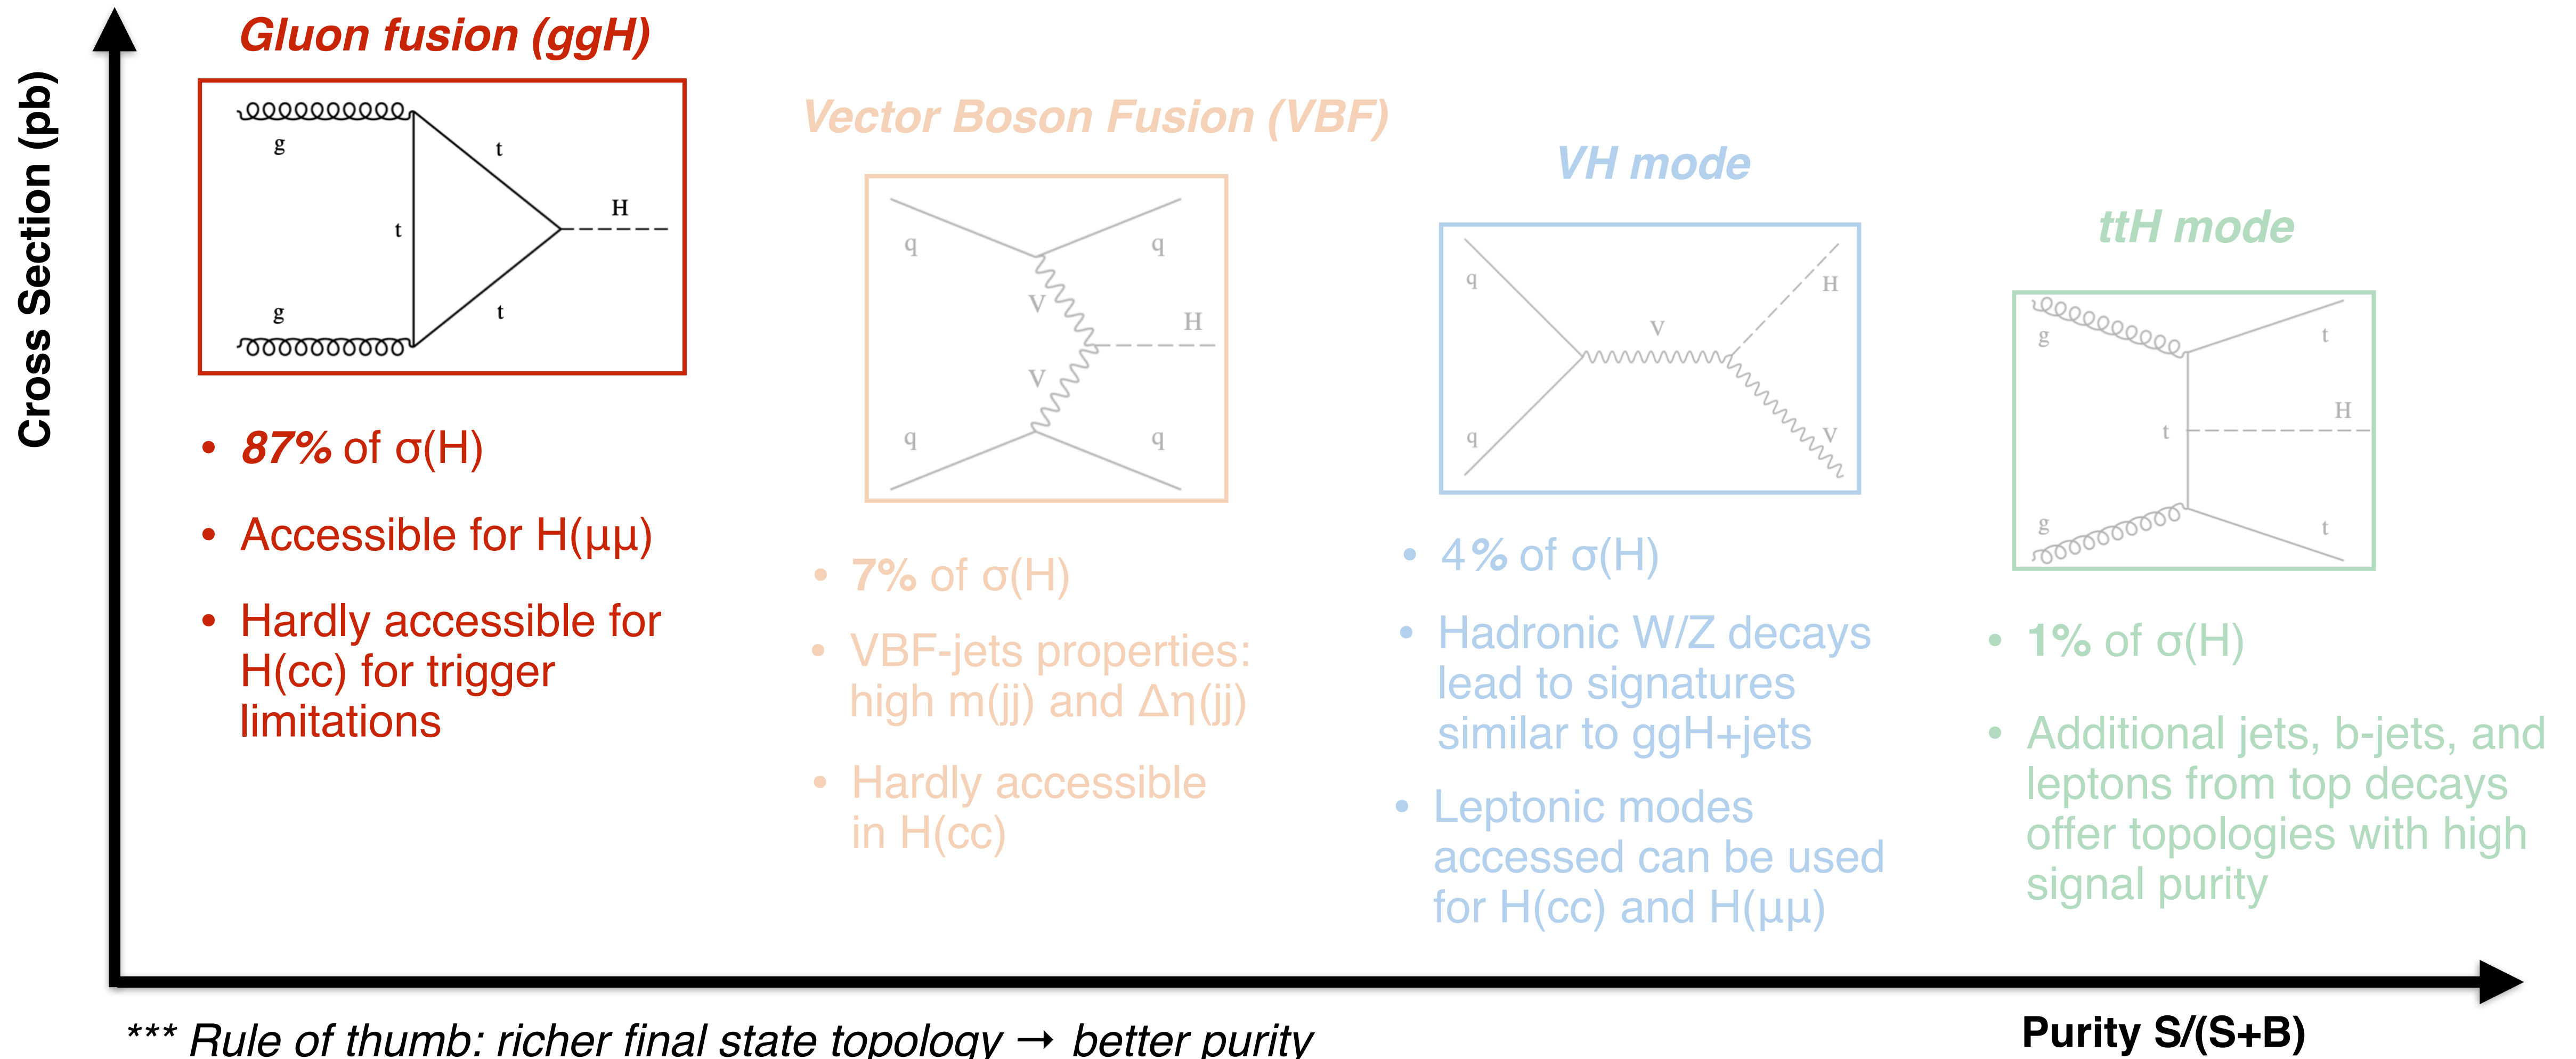 Cross Section (pb)
Gluon fusion (ggH)
g
t
t
H
g
t
• 87% of σ(H)
• Accessible for H(μμ)
• Hardly accessible for
H(cc) for trigger
limitations
Vector Boson Fusion (VBF)
q
q
V
H
V
q
q
• 7% of σ(H)
• VBF-jets properties:
high m(jj) and Δη(jj)
• Hardly accessible
in H(cc)
VH mode
q
H
V
q
V
• 4% of σ(H)
• Hadronic W/Z decays
lead to signatures
similar to ggH+jets
• Leptonic modes
accessed can be used
for H(cc) and H(μμ)
ttH mode
g
t
H
t
g
t
• 1% of σ(H)
• Additional jets, b-jets, and
leptons from top decays
offer topologies with high
signal purity
*** Rule of thumb: richer final state topology → better purity
Purity S/(S+B)